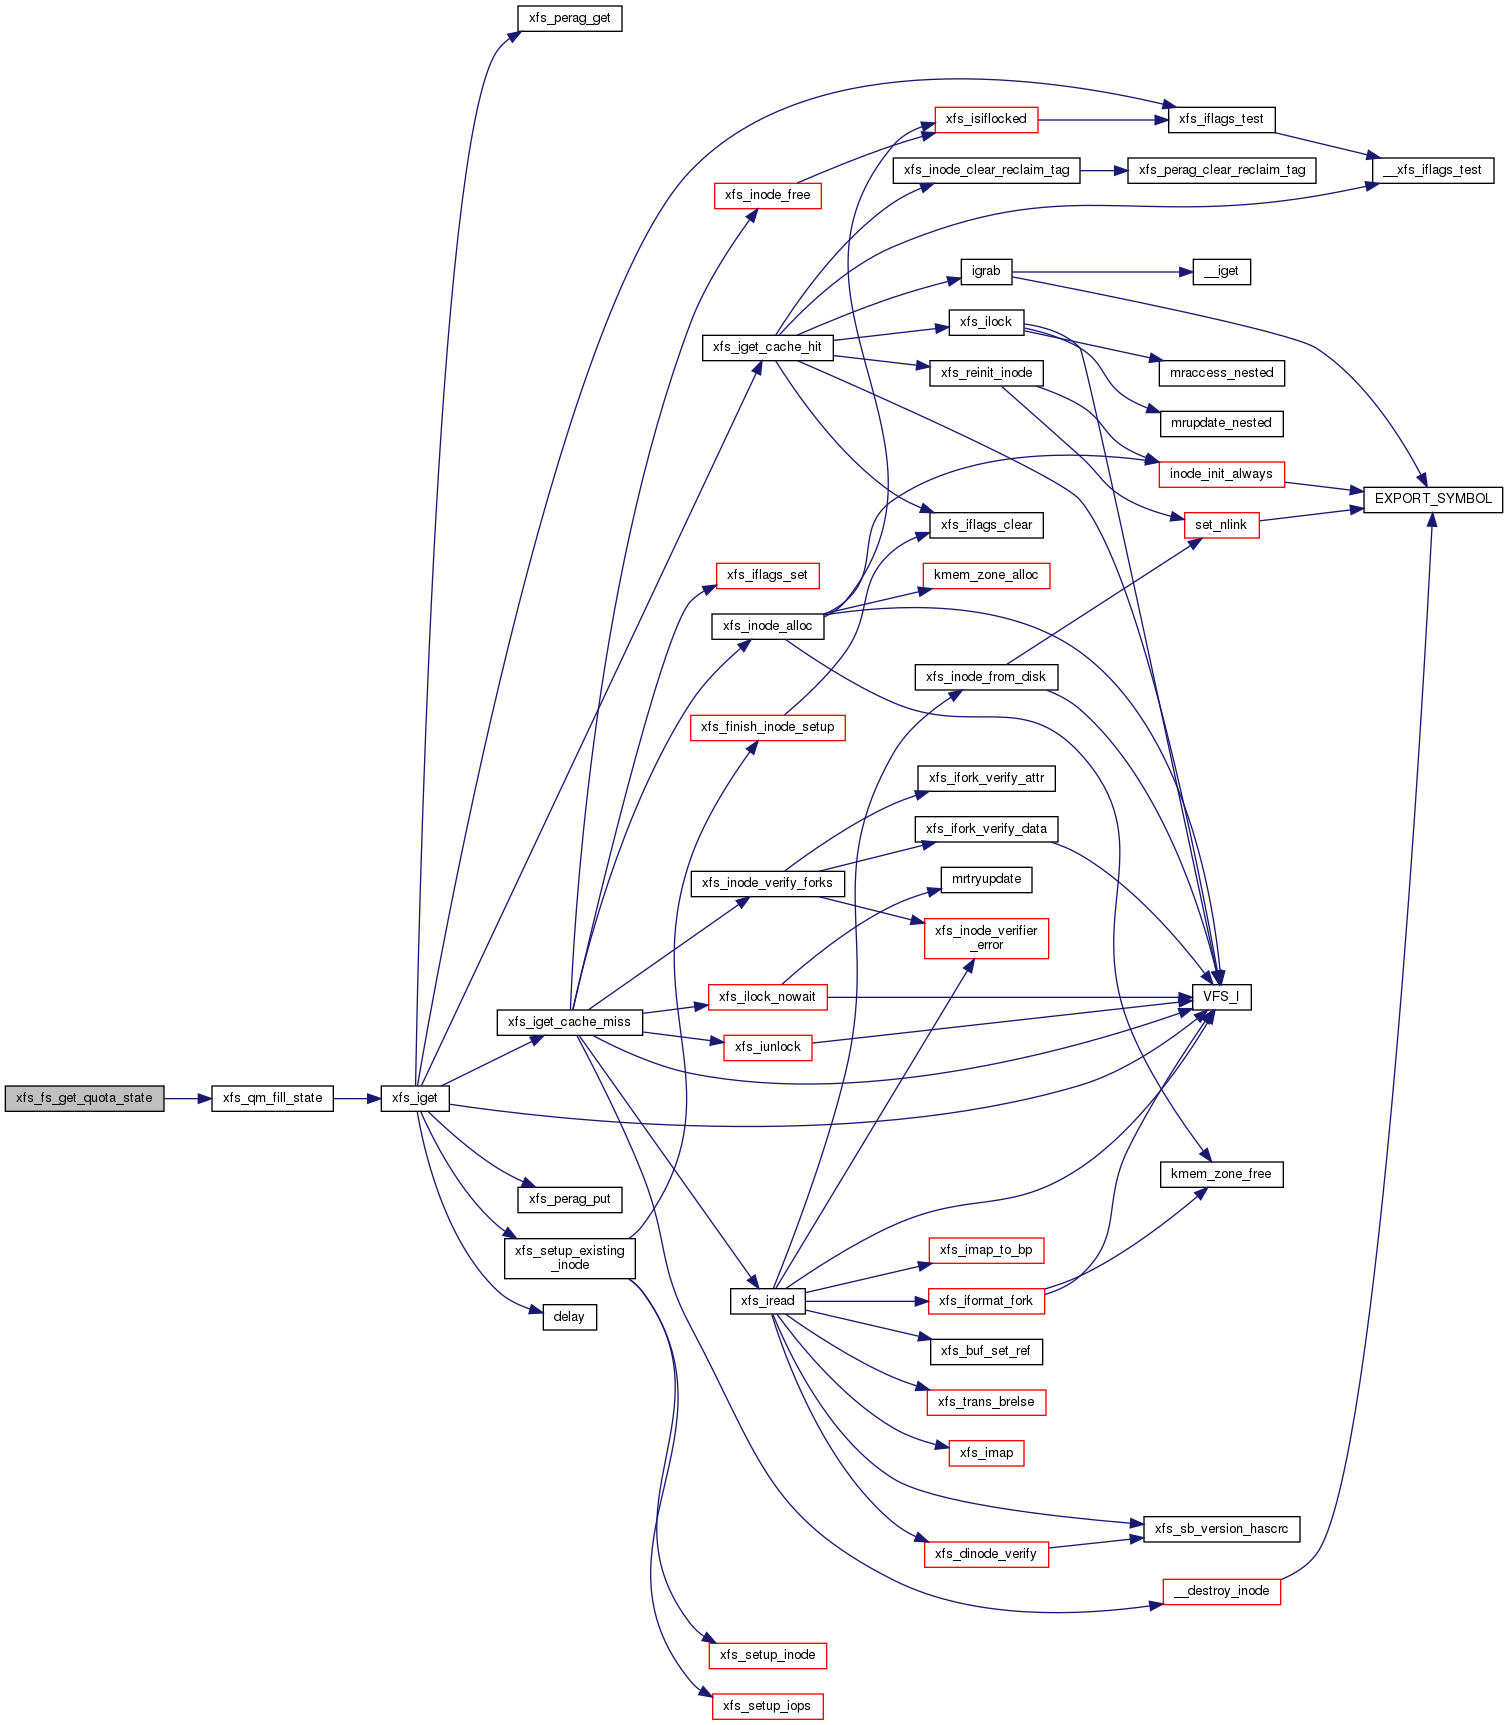 xfs_perag_get
xfs_isiflocked
xfs_iflags_test
xfs_inode_clear_reclaim_tag
xfs_perag_clear_reclaim_tag
__xfs_iflags_test
xfs_inode_free
igrab
__iget
xfs_ilock
xfs_iget_cache_hit
xfs_reinit_inode
mraccess_nested
mrupdate_nested
inode_init_always
EXPORT_SYMBOL
xfs_iflags_clear
set_nlink
xfs_iflags_set
kmem_zone_alloc
xfs_inode_alloc
xfs_inode_from_disk
xfs_finish_inode_setup
xfs_ifork_verify_attr
xfs_ifork_verify_data
xfs_inode_verify_forks
mrtryupdate
xfs_inode_verifier
_error
xfs_ilock_nowait
VFS_I
xfs_iget_cache_miss
xfs_iunlock
xfs_fs_get_quota_state
xfs_qm_fill_state
xfs_iget
kmem_zone_free
xfs_perag_put
xfs_setup_existing
_inode
xfs_imap_to_bp
xfs_iread
xfs_iformat_fork
delay
xfs_buf_set_ref
xfs_trans_brelse
xfs_imap
xfs_sb_version_hascrc
xfs_dinode_verify
__destroy_inode
xfs_setup_inode
xfs_setup_iops